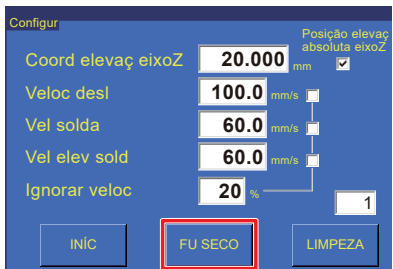 Configur
Posição elevaç
absoluta eixoZ
Coord elevaç eixoZ 20.000 mm
Veloc desl 100.0 mm/s
Vel solda 60.0 mm/s
Vel elev sold 60.0 mm/s
Ignorar veloc 20 %
1
INÍC FU SECO LIMPEZA